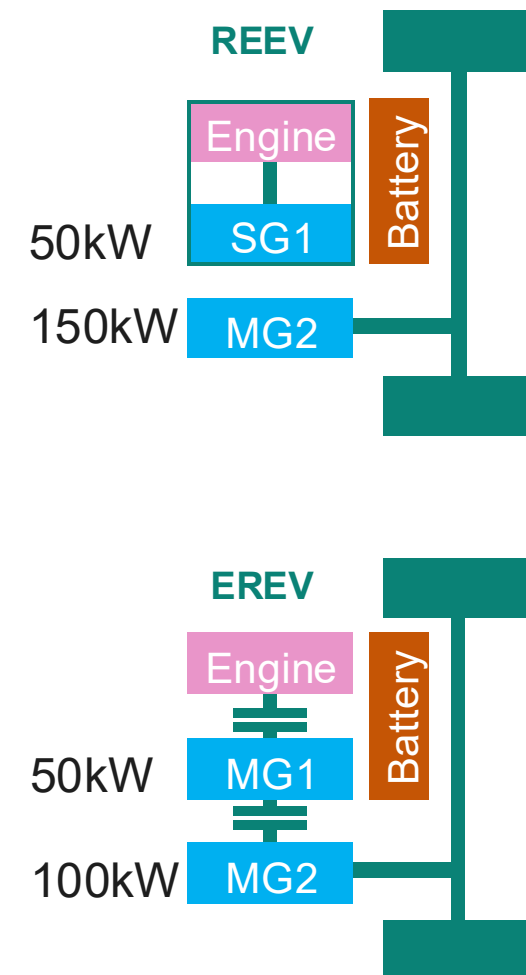 REEV
Engine
Battery
50kW
SG1
150kW
MG2
EREV
Engine
Battery
50kW
MG1
100kW
MG2